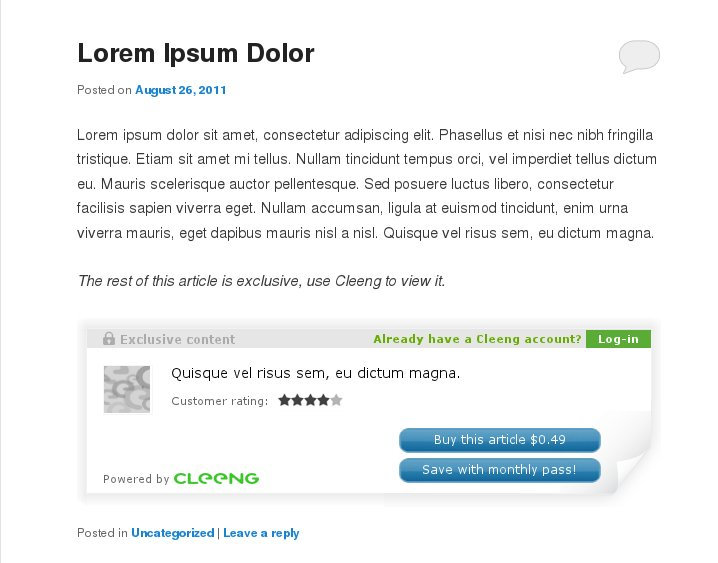 Lorem Ipsum Dolor
Posted on August 26, 2011
Lorem ipsum dolor sit amet, consectetur adipiscing elit. Phasellus et nisi nec nibh fringilla
tristique. Etiam sit amet mi tellus. Nullam tincidunt tempus orci, vel imperdiet tellus dictum
eu. Mauris scelerisque auctor pellentesque. Sed posuere luctus libero, consectetur
facilisis sapien viverra eget. Nullam accumsan, ligula at euismod tincidunt, enim urna
viverra mauris, eget dapibus mauris nisl a nisl. Quisque vel risus sem, eu dictum magna.
The rest of this article is exclusive, use Cleeng to view it.
Exclusive content Already have a Cleeng account? Log-in
Quisque vel risus sem, eu dictum magna.
Customer rating:
Buy this article $0.49
Save with monthly pass!
Powered by CLEENG
Posted in Uncategorized | Leave a reply